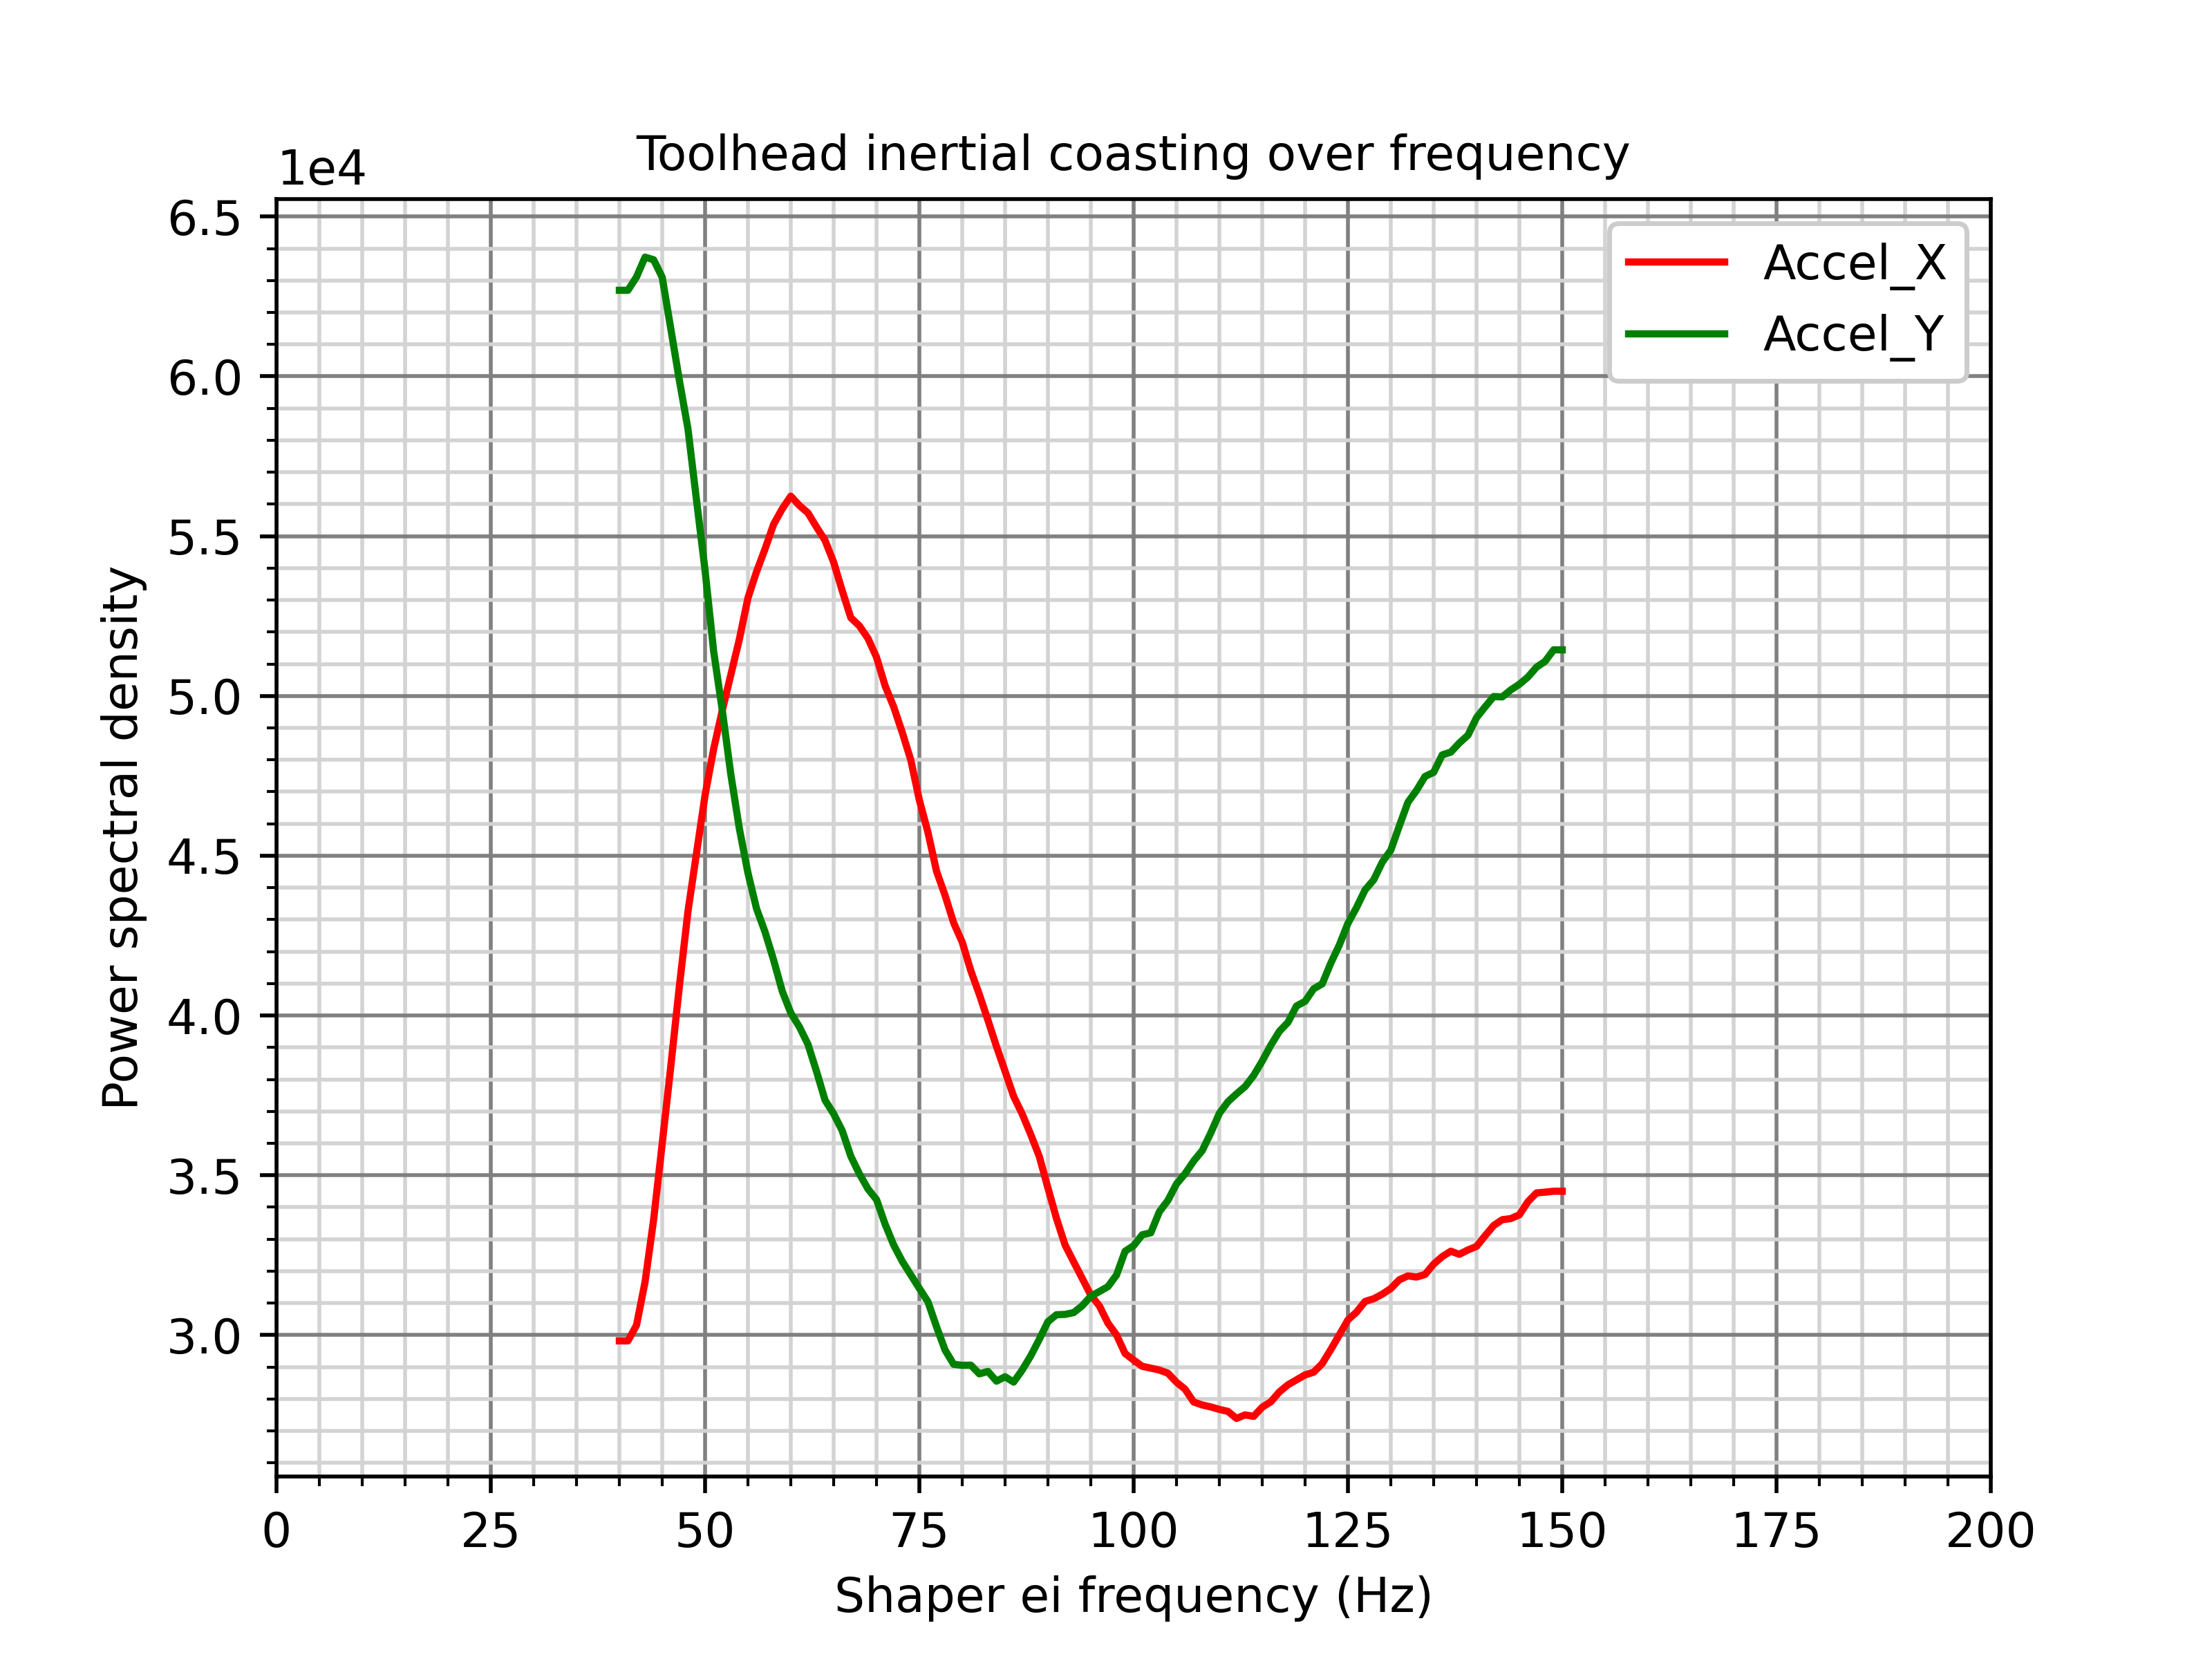 Toolhead inertial coasting over frequency
1e4
Accel_X
Accel_Y
6.5
6.0
5.5
5.0
4.5
4.0
3.5
3.0
Power spectral density
0 25 50 75 100 125 150 175 200
Shaper ei frequency (Hz)